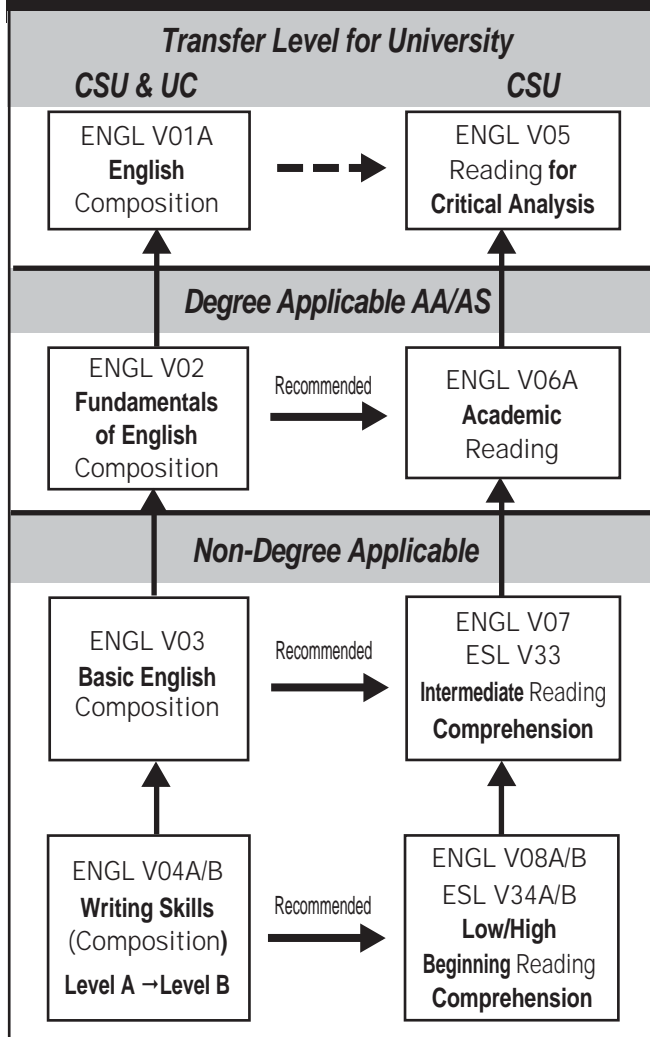 Transfer Level for University
CSU & UC
CSU
ENGL V01A
English
Composition
ENGL V05
Reading for
Critical Analysis
Degree Applicable AA/AS
ENGL V02
Fundamentals
of English
Composition
Recommended
ENGL V06A
Academic
Reading
Non-Degree Applicable
ENGL V03
Basic English
Composition
Recommended
ENGL V07
ESL V33
Intermediate Reading
Comprehension
ENGL V04A/B
Writing Skills
(Composition)
Level A →Level B
Recommended
ENGL V08A/B
ESL V34A/B
Low/High
Beginning Reading
Comprehension